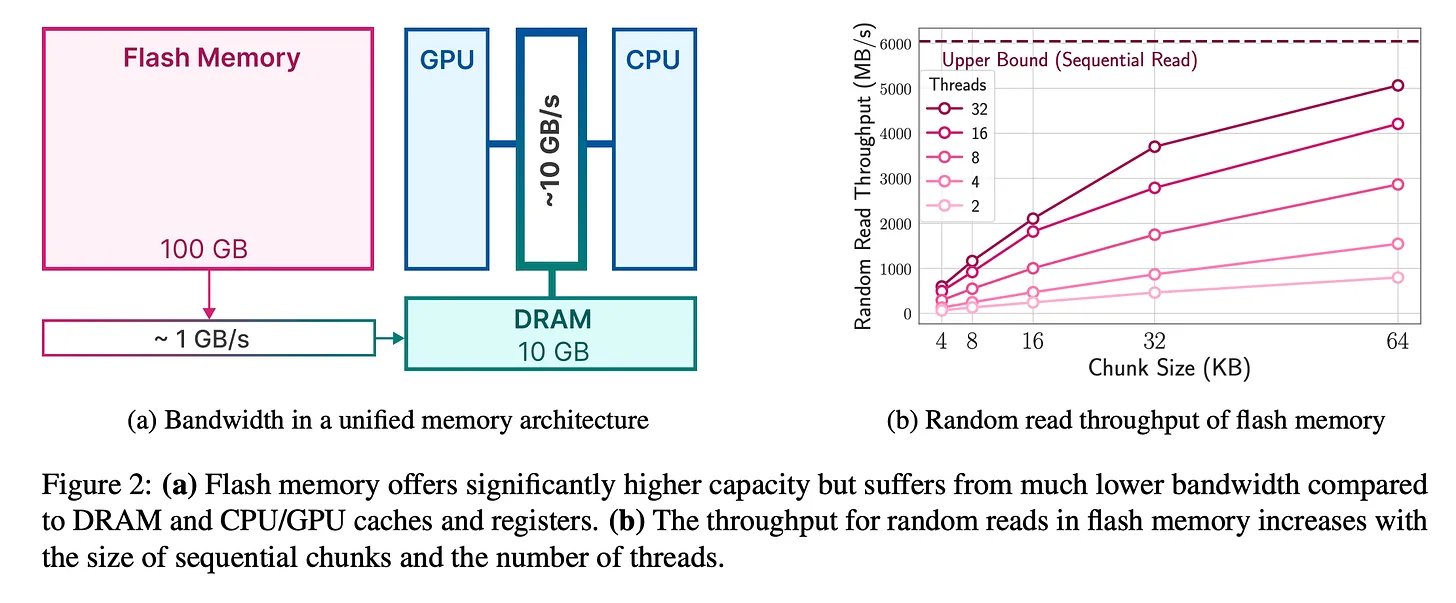 Flash Memory
100 GB
~ 1 GB/s
GPU
~10 GB/s
CPU
DRAM
10 GB
(a) Bandwidth in a unified memory architecture
Random Read Throughput (MB/s)
6000
5000
4000
3000
2000
1000
0
Upper Bound (Sequential Read)
Threads
32
16
8
4
2
4 8 16 32 64
Chunk Size (KB)
(b) Random read throughput of flash memory
Figure 2: (a) Flash memory offers significantly higher capacity but suffers from much lower bandwidth compared
to DRAM and CPU/GPU caches and registers. (b) The throughput for random reads in flash memory increases with
the size of sequential chunks and the number of threads.